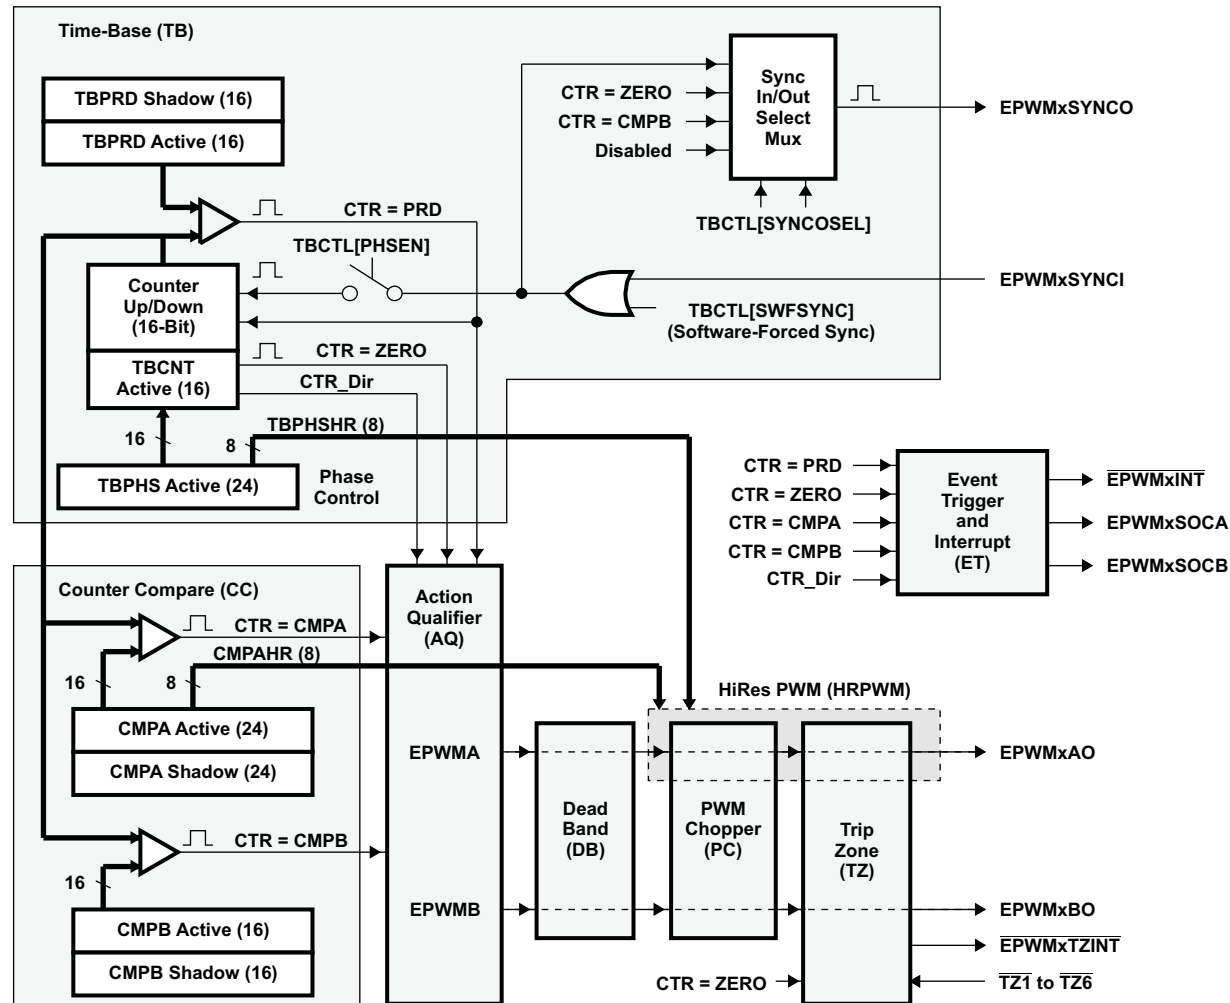 Time-Base (TB)
TBPRD Shadow (16)
TBPRD Active (16)
CTR = ZERO
CTR = CMPB
Disabled
Sync
In/Out
Select
Mux
EPWMxSYNCO
TBCTL[SYNCOSEL]
CTR = PRD
TBCTL[PHSEN]
Counter
Up/Down
(16-Bit)
EPWMxSYNCI
TBCTL[SWFSYNC]
(Software-Forced Sync)
CTR = ZERO
TBCNT
Active (16)
CTR_Dir
16
8
TBPHSHR (8)
TBPHS Active (24)
Phase
Control
CTR = PRD
CTR = ZERO
CTR = CMPA
CTR = CMPB
CTR_Dir
Event
Trigger
and
Interrupt
(ET)
EPWMxINT
EPWMxSOCA
EPWMxSOCB
Counter Compare (CC)
CTR = CMPA
16
8
CMPAHR (8)
CMPA Active (24)
CMPA Shadow (24)
CTR = CMPB
16
CMPB Active (16)
CMPB Shadow (16)
Action
Qualifier
(AQ)
EPWMA
EPWMB
HiRes PWM (HRPWM)
Dead
Band
(DB)
PWM
Chopper
(PC)
Trip
Zone
(TZ)
EPWMxAO
EPWMxBO
EPWMxTZINT
CTR = ZERO
TZ1 to TZ6